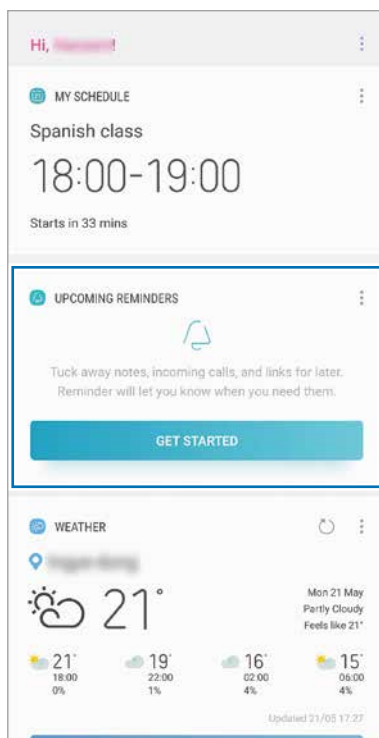 Hi, !
MY SCHEDULE
Spanish class
18:00-19:00
Starts in 33 mins
UPCOMING REMINDERS
Tuck away notes, incoming calls, and links for later.
Reminder will let you know when you need them.
GET STARTED
WEATHER
21°
Mon 21 May
Partly Cloudy
Feels like 21°
21° 19° 16° 15°
18:00 22:00 02:00 06:00
0% 1% 4% 4%
Updated 21/05 17:27